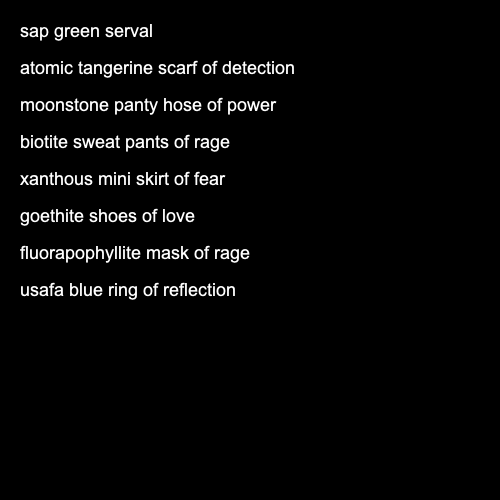 sap green serval
atomic tangerine scarf of detection
moonstone panty hose of power
biotite sweat pants of rage
xanthous mini skirt of fear
goethite shoes of love
fluorapophyllite mask of rage
usafa blue ring of reflection